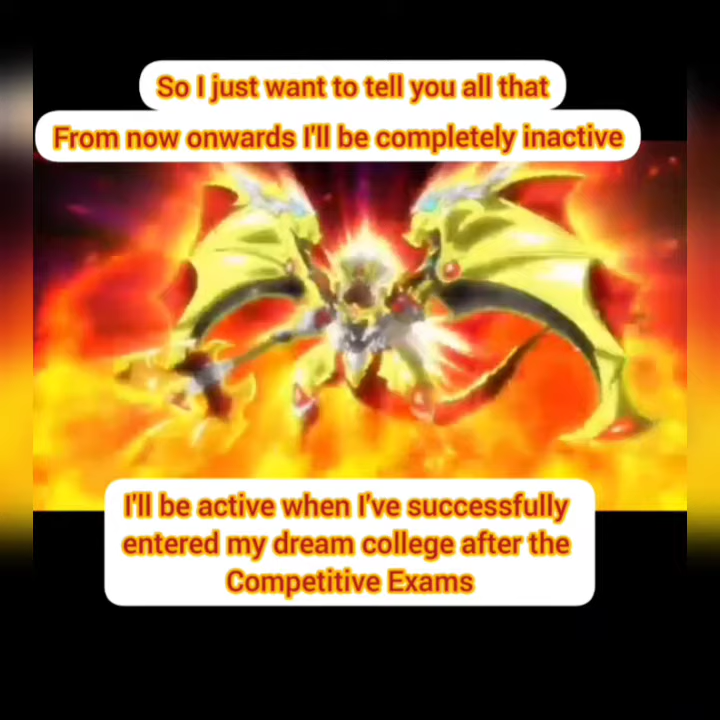 So I just want to tell you all that
From now onwards I'll be completely inactive
I'll be active when I've successfully
entered my dream college after the
Competitive Exams